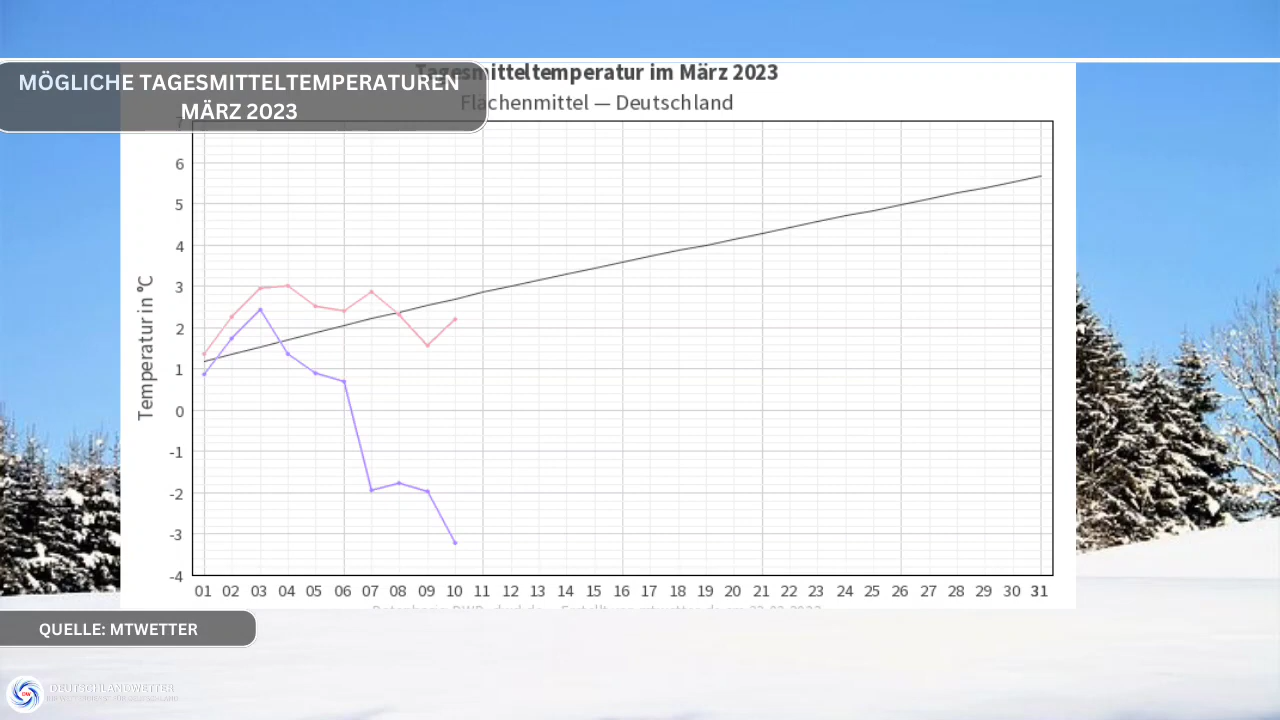 MÖGLICHE TAGESMITTELTEMPERATUREN
MÄRZ 2023
Tagesmitteltemperatur im März 2023
Flächenmittel — Deutschland
Temperatur in °C
7
6
5
4
3
2
1
0
-1
-2
-3
-4
01 02 03 04 05 06 07 08 09 10 11 12 13 14 15 16 17 18 19 20 21 22 23 24 25 26 27 28 29 30 31
QUELLE: MTWETTER
DEUTSCHLANDWETTER